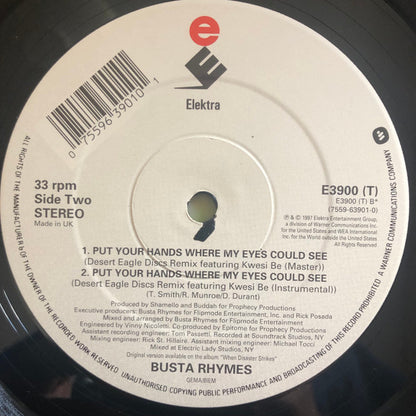 e
E
Elektra
0 75596 39010 1
33 rpm
Side Two
STEREO
Made in UK
E3900 (T)
E3900 (T) B*
(7559-63901-0)
℗ & © 1997 Elektra Entertainment Group,
a division of Warner Communications Inc.
for the United States and WEA International
Inc. for the World outside the United States.
All Rights Reserved.
1. PUT YOUR HANDS WHERE MY EYES COULD SEE
(Desert Eagle Discs Remix featuring Kwesi Be (Master))
2. PUT YOUR HANDS WHERE MY EYES COULD SEE
(Desert Eagle Discs Remix featuring Kwesi Be (Instrumental))
(T. Smith/R. Munroe/D. Durant)
Produced by Shamello and Buddah for Prophecy Productions
Executive producers: Busta Rhymes for Flipmode Entertainment, Inc. and Rick Posada
Mixed and arranged by Busta Rhymes for Flipmode Entertainment, Inc.
Engineering by Vinny Nicoletti. Co-produced by Epitome for Prophecy Productions.
Assistant recording engineer: Tom Passetti. Recorded at Soundtrack Studios, NY
Mixing engineer: Rick St. Hillaire. Assistant mixing engineer: Michael Tocci
Mixed at Electric Lady Studios, NY
Original version available on the album "When Disaster Strikes"
BUSTA RHYMES
GEMA/BIEM
ALL RIGHTS OF THE MANUFACTURER & OF THE OWNER OF THE RECORDED WORK RESERVED. UNAUTHORISED COPYING PUBLIC PERFORMANCE AND BROADCASTING OF THIS RECORD PROHIBITED. A WARNER COMMUNICATIONS COMPANY